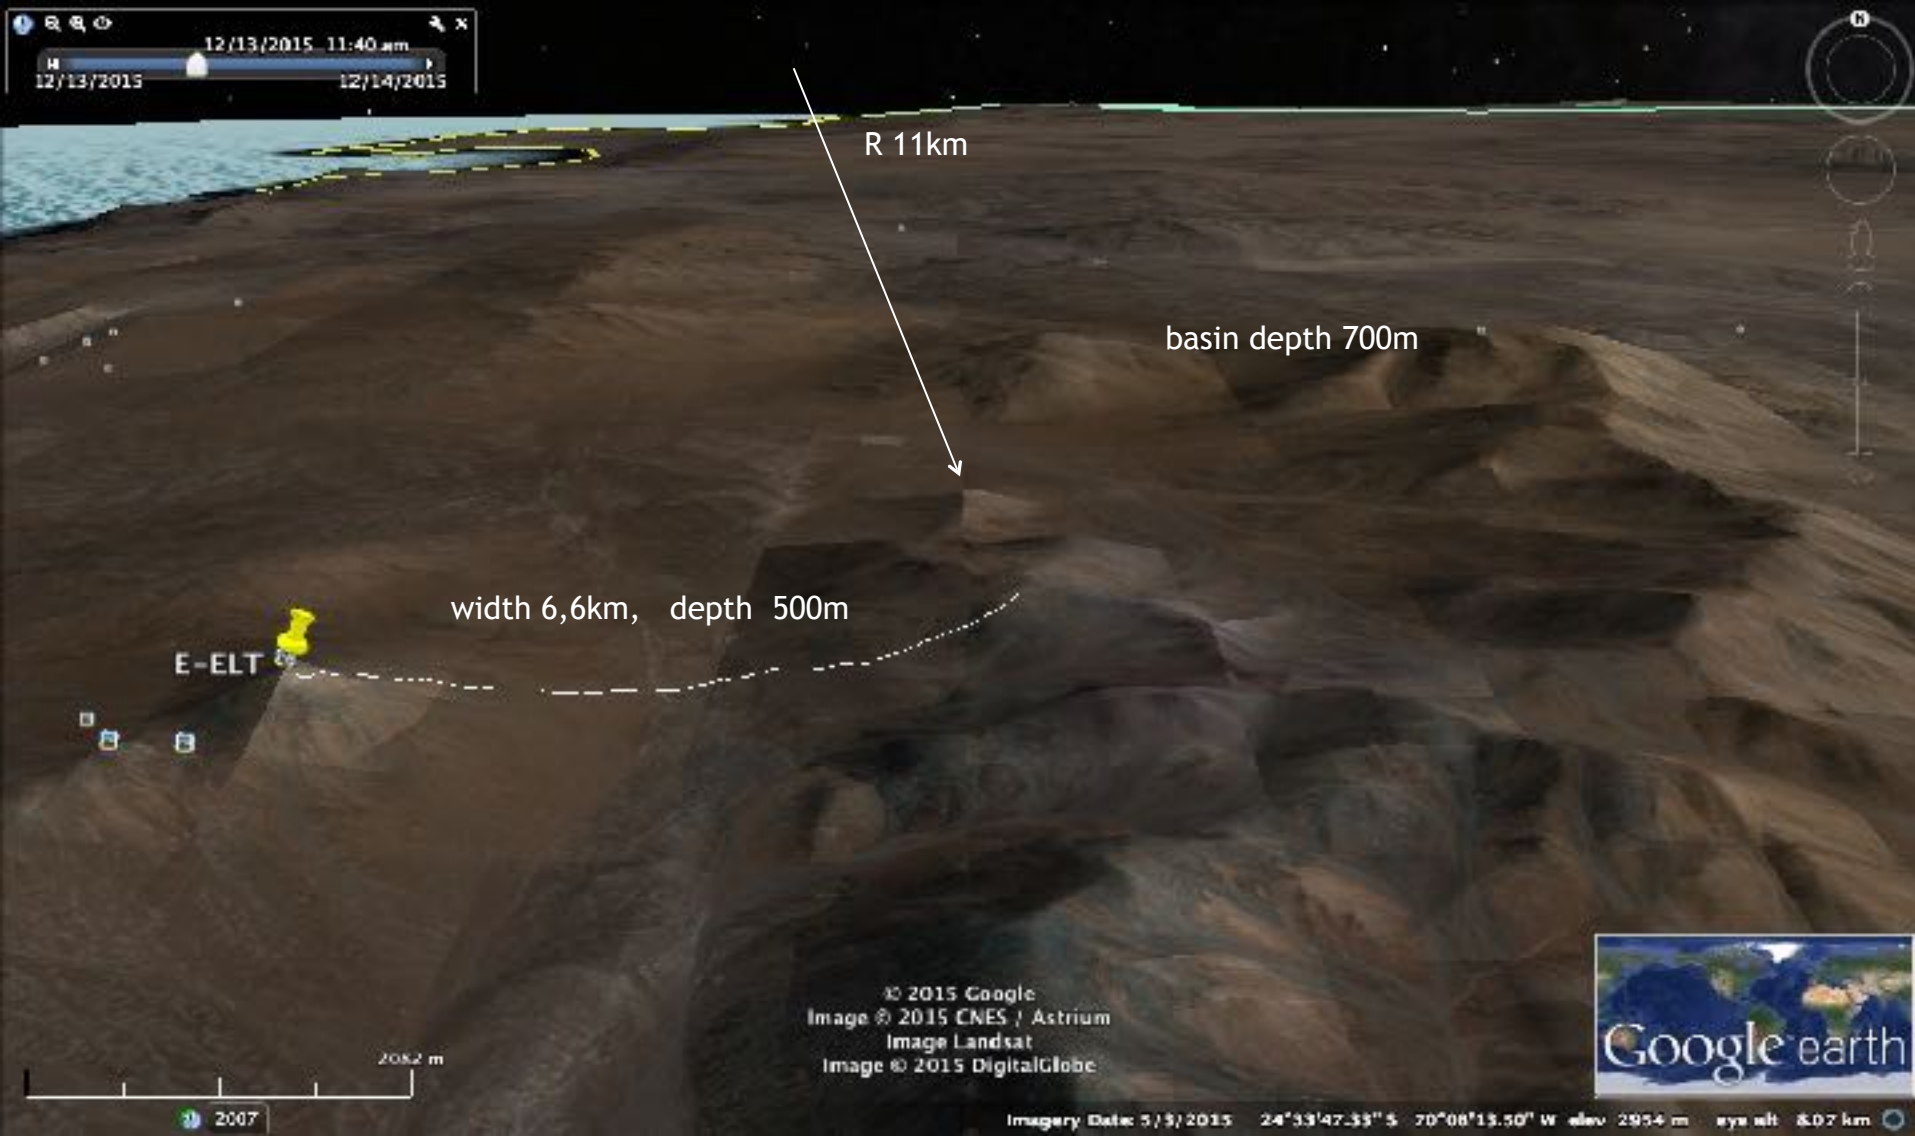 12/13/2015 11:40 am
12/13/2015 12/14/2015
N
R 11km
basin depth 700m
width 6,6km, depth 500m
E-ELT
© 2015 Google
Image © 2015 CNES / Astrium
Image Landsat
Image © 2015 DigitalGlobe
Google earth
2082 m
2007
Imagery Date: 5/3/2015 24°33'47.33" S 70°08'13.50" W elev 2954 m eye alt 8.07 km